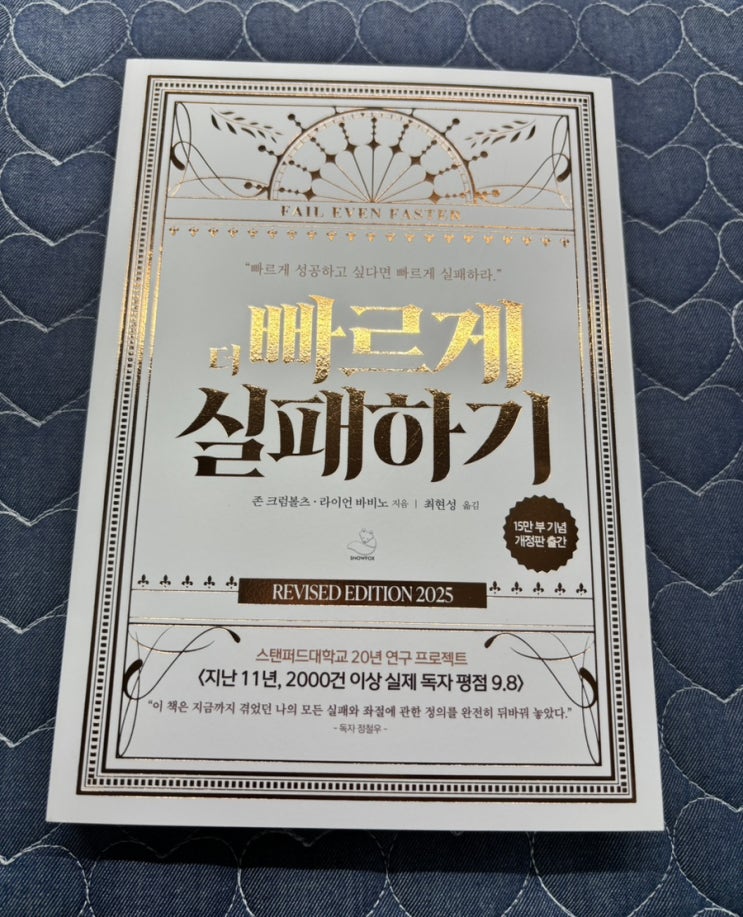 FAIL EVEN FASTER
“빠르게 성공하고 싶다면 빠르게 실패하라.”
더 빠르게
실패하기
존 크럼볼츠 · 라이언 바비노 지음 | 최현성 옮김
15만 부 기념
개정판 출간
SNOWFOX
REVISED EDITION 2025
스탠퍼드대학교 20년 연구 프로젝트
〈지난 11년, 2000건 이상 실제 독자 평점 9.8〉
“이 책은 지금까지 겪었던 나의 모든 실패와 좌절에 관한 정의를 완전히 뒤바꿔 놓았다.”
- 독자 정철우 -